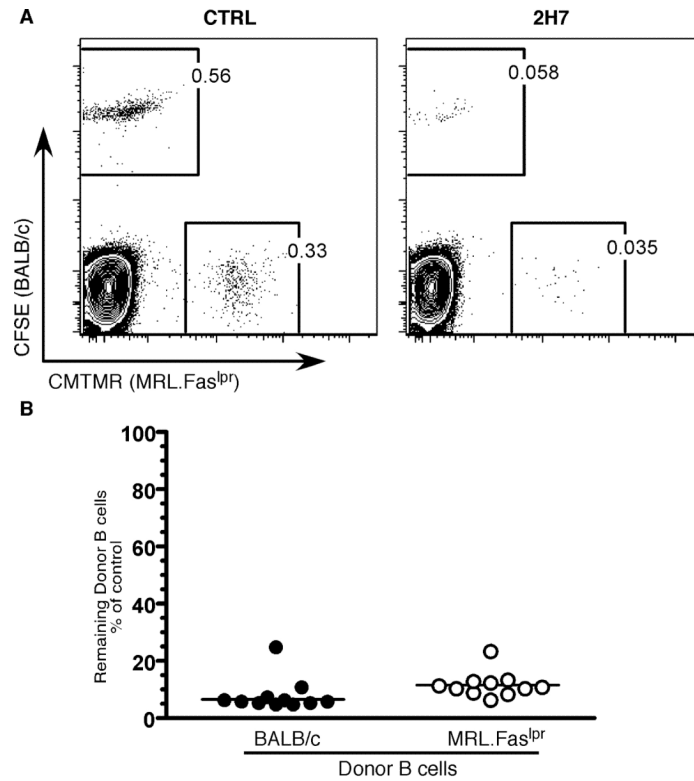 A
CTRL
2H7
0.56
0.058
0.33
0.035
CFSE (BALB/c)
CMTMR (MRL.Faslpr)
B
Remaining Donor B cells
% of control
100
80
60
40
20
0
BALB/c
MRL.Faslpr
Donor B cells